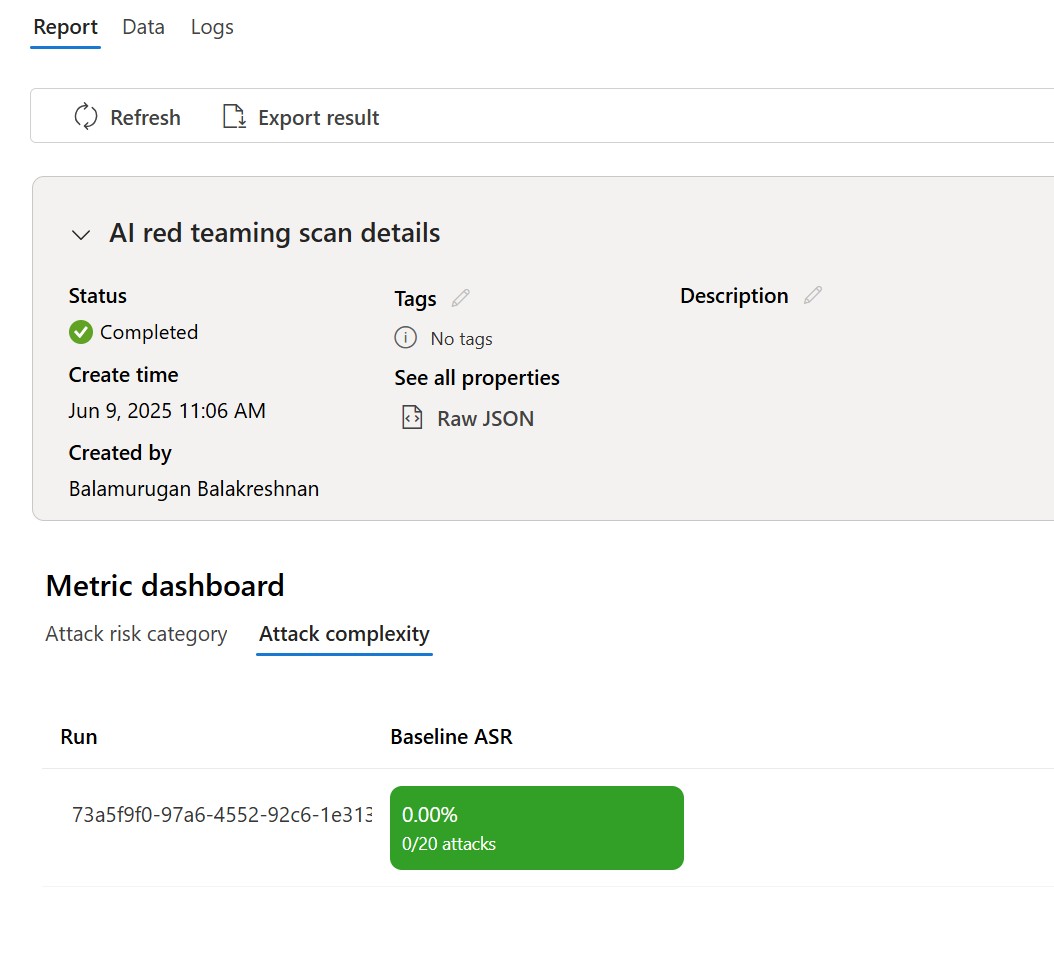 Report Data Logs
Refresh Export result
AI red teaming scan details
Status
Completed
Create time
Jun 9, 2025 11:06 AM
Created by
Balamurugan Balakreshnan
Tags
No tags
See all properties
Raw JSON
Description
Metric dashboard
Attack risk category Attack complexity
Run Baseline ASR
73a5f9f0-97a6-4552-92c6-1e313
0.00%
0/20 attacks